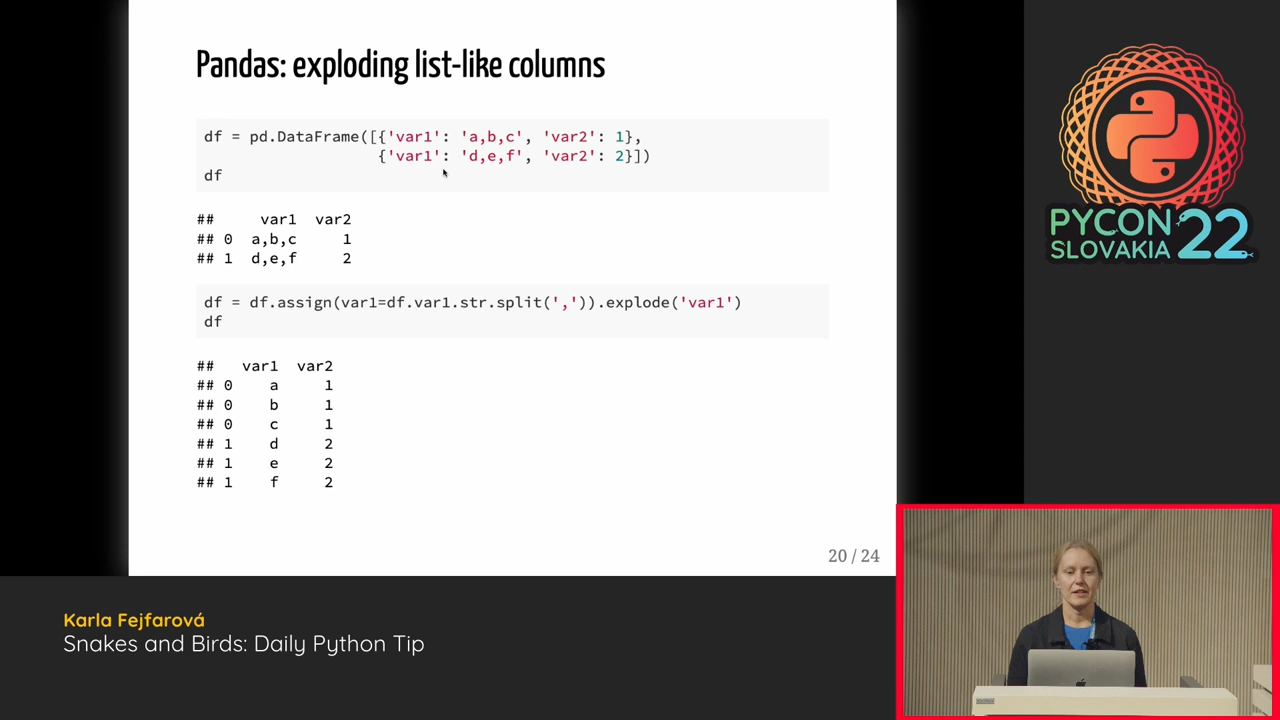 Pandas: exploding list-like columns
df = pd.DataFrame([{'var1': 'a,b,c', 'var2': 1},
{'var1': 'd,e,f', 'var2': 2}])
df
##     var1  var2
## 0  a,b,c     1
## 1  d,e,f     2
df = df.assign(var1=df.var1.str.split(',')).explode('var1')
df
##   var1  var2
## 0    a     1
## 0    b     1
## 0    c     1
## 1    d     2
## 1    e     2
## 1    f     2
20 / 24
PYCON
SLOVAKIA 22
Karla Fejfarová
Snakes and Birds: Daily Python Tip